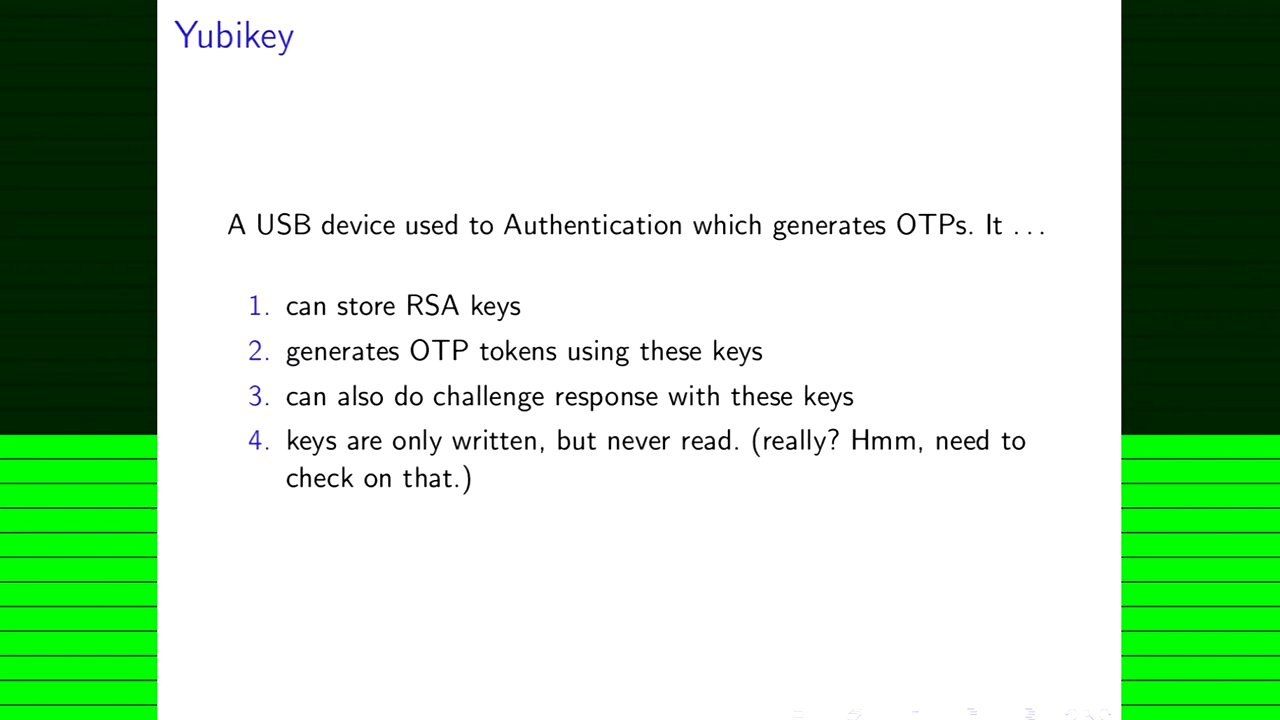 Yubikey
A USB device used to Authentication which generates OTPs. It ...
1. can store RSA keys
2. generates OTP tokens using these keys
3. can also do challenge response with these keys
4. keys are only written, but never read. (really? Hmm, need to
check on that.)